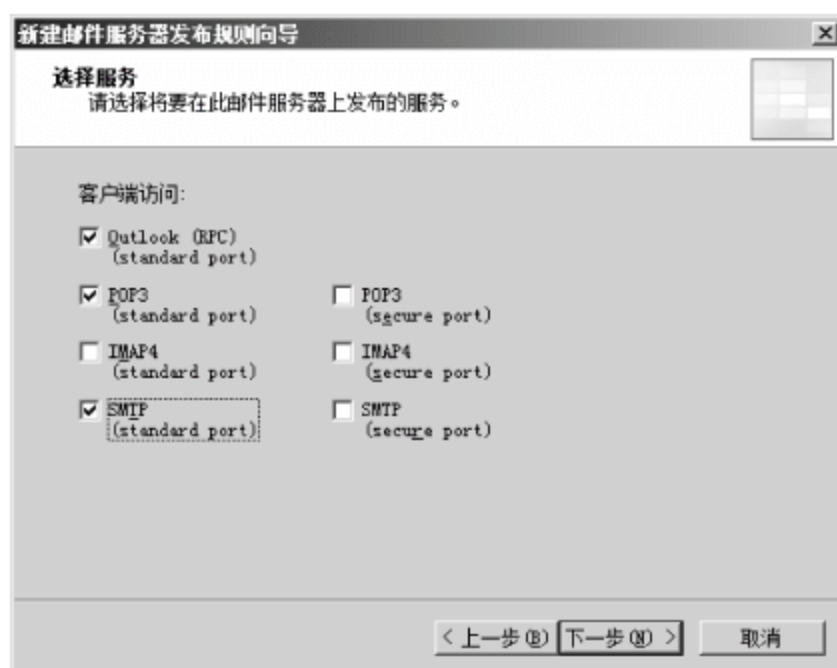 新建邮件服务器发布规则向导
选择服务
请选择将要在此邮件服务器上发布的服务。
客户端访问:
Outlook (RPC)
(standard port)
POP3
(standard port)
POP3
(secure port)
IMAP4
(standard port)
IMAP4
(secure port)
SMTP
(standard port)
SMTP
(secure port)
< 上一步(B) 下一步(N) > 取消